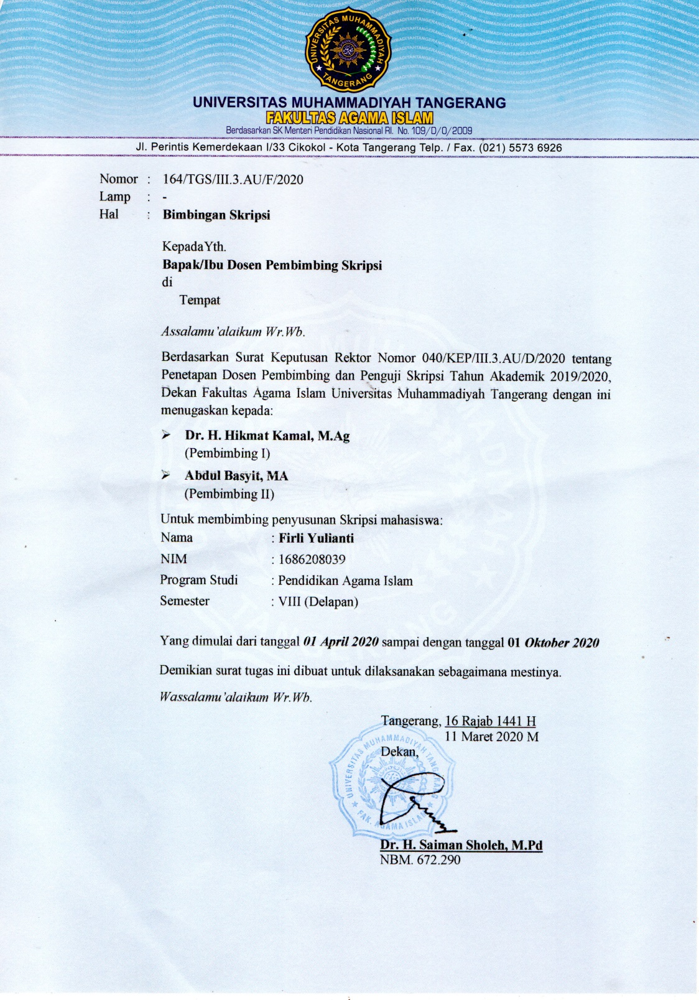 UNIVERSITAS MUHAMMADIYAH
TANGERANG
UNIVERSITAS MUHAMMADIYAH TANGERANG
FAKULTAS AGAMA ISLAM
Berdasarkan SK Menteri Pendidikan Nasional RI. No. 109/D/O/2009
Jl. Perintis Kemerdekaan I/33 Cikokol - Kota Tangerang Telp. / Fax. (021) 5573 6926
Nomor : 164/TGS/III.3.AU/F/2020
Lamp : -
Hal : Bimbingan Skripsi
Kepada Yth.
Bapak/Ibu Dosen Pembimbing Skripsi
di
Tempat
Assalamu'alaikum Wr.Wb.
Berdasarkan Surat Keputusan Rektor Nomor 040/KEP/III.3.AU/D/2020 tentang
Penetapan Dosen Pembimbing dan Penguji Skripsi Tahun Akademik 2019/2020,
Dekan Fakultas Agama Islam Universitas Muhammadiyah Tangerang dengan ini
menugaskan kepada:
➢ Dr. H. Hikmat Kamal, M.Ag
(Pembimbing I)
➢ Abdul Basyit, MA
(Pembimbing II)
Untuk membimbing penyusunan Skripsi mahasiswa:
Nama : Firli Yulianti
NIM : 1686208039
Program Studi : Pendidikan Agama Islam
Semester : VIII (Delapan)
Yang dimulai dari tanggal 01 April 2020 sampai dengan tanggal 01 Oktober 2020
Demikian surat tugas ini dibuat untuk dilaksanakan sebagaimana mestinya.
Wassalamu'alaikum Wr.Wb.
Tangerang, 16 Rajab 1441 H
11 Maret 2020 M
Dekan,
UNIVERSITAS MUHAMMADIYAH TANGERANG
FAK. AGAMA ISLAM
Dr. H. Saiman Sholeh, M.Pd
NBM. 672.290